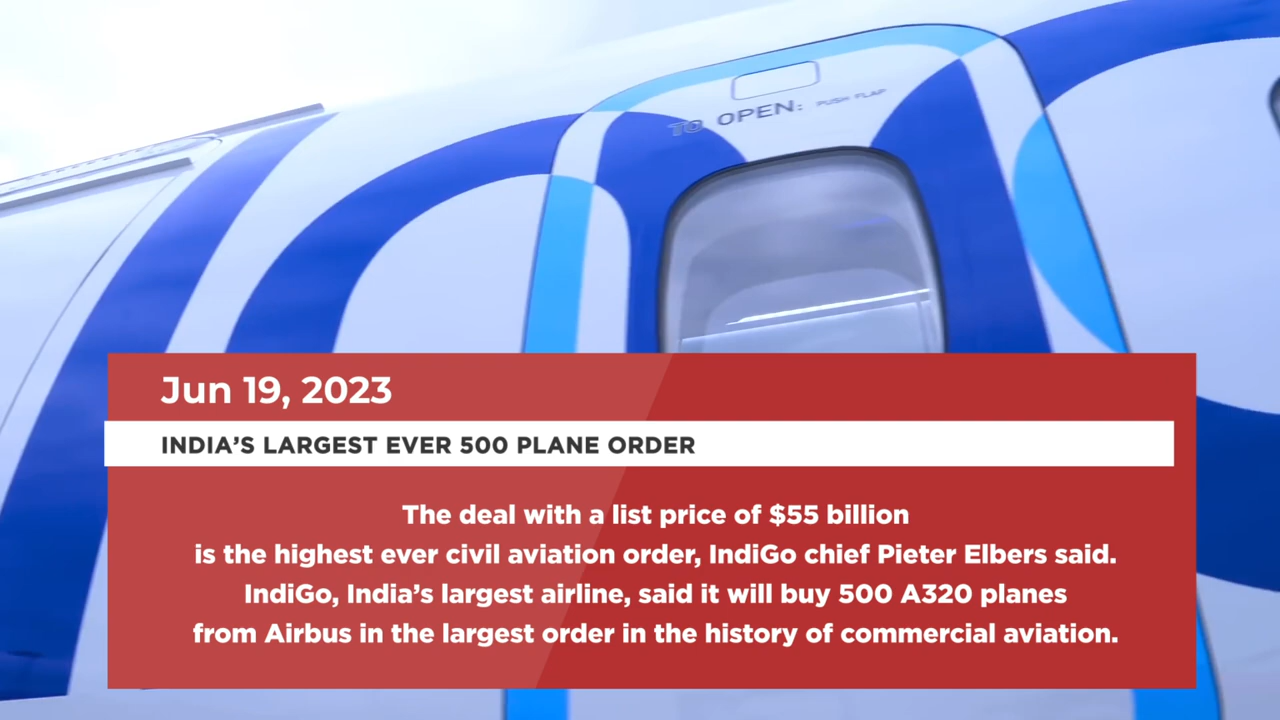 TO OPEN: PUSH FLAP
Jun 19, 2023
INDIA’S LARGEST EVER 500 PLANE ORDER
The deal with a list price of $55 billion
is the highest ever civil aviation order, IndiGo chief Pieter Elbers said.
IndiGo, India’s largest airline, said it will buy 500 A320 planes
from Airbus in the largest order in the history of commercial aviation.